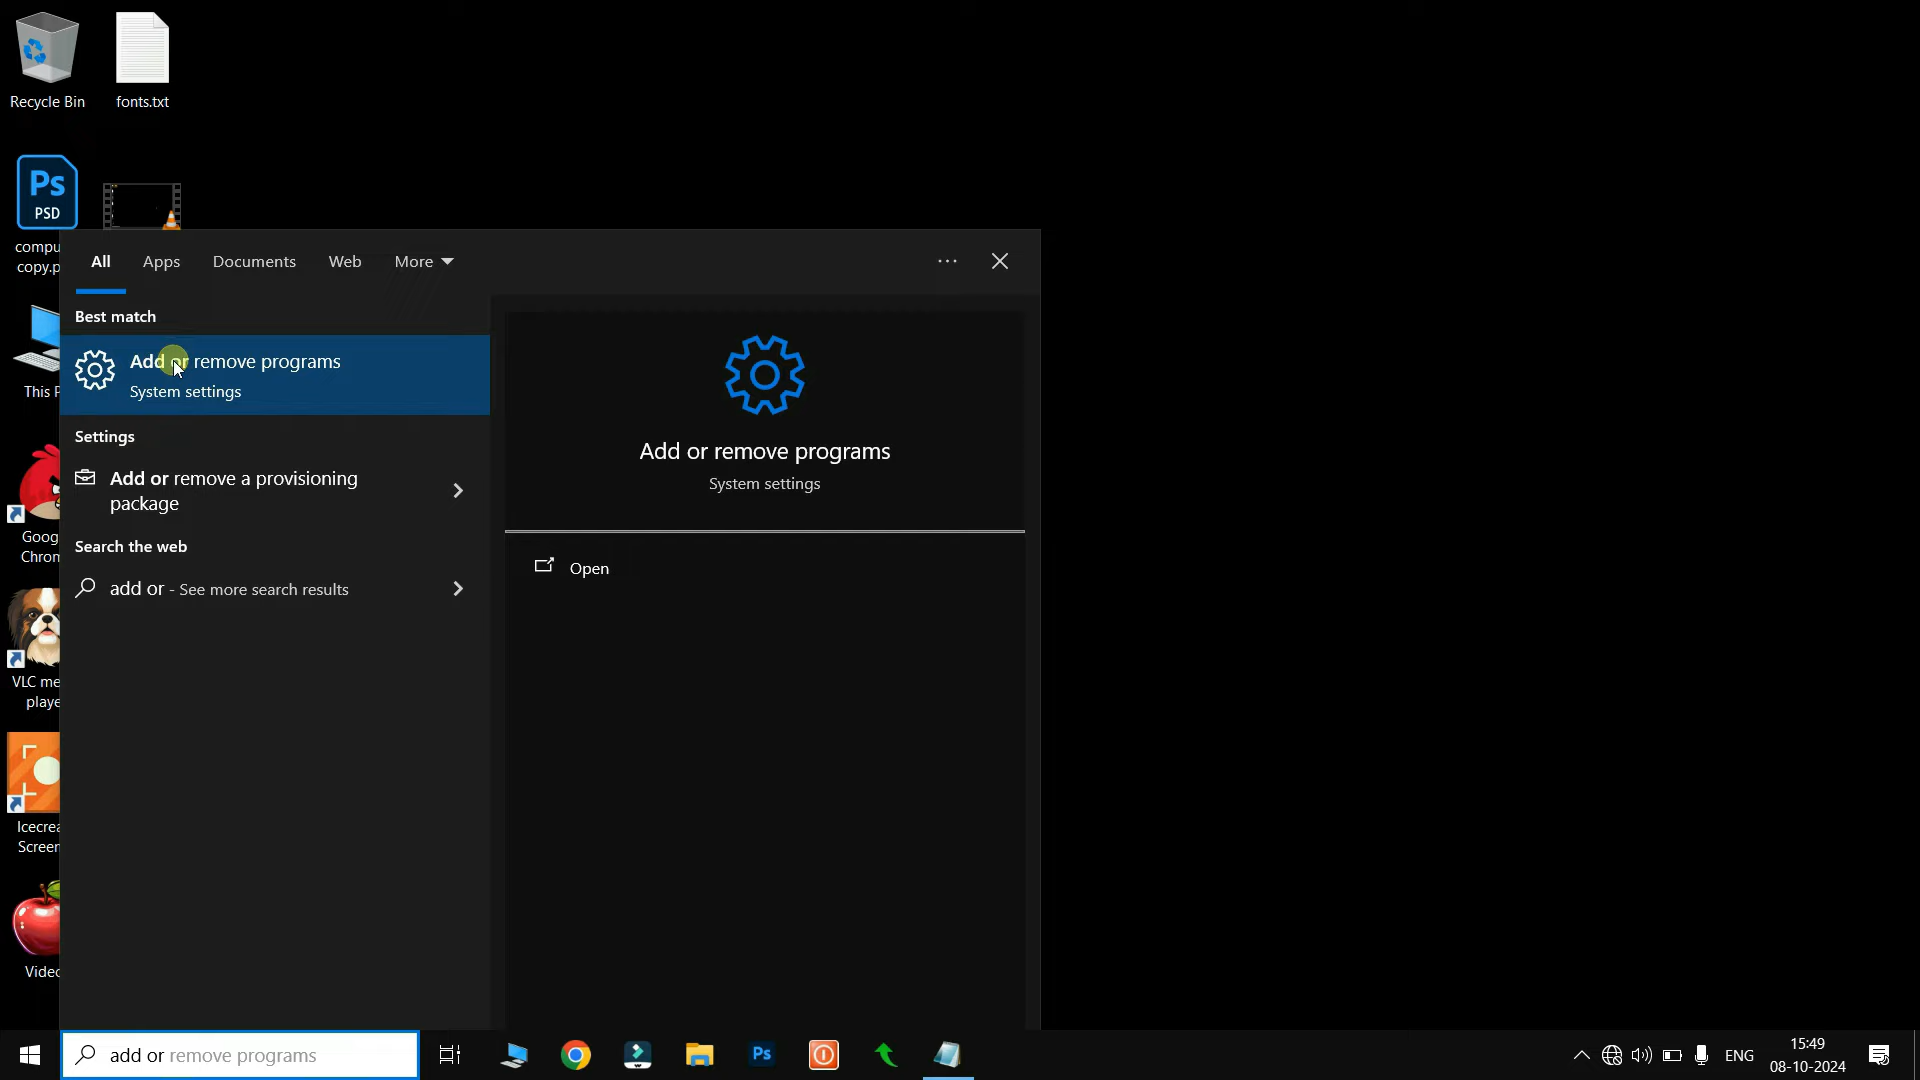 Recycle Bin
fonts.txt
Ps
PSD
compu
copy.p
This P
Goog
Chrom
VLC me
playe
Icecrea
Screen
Video
All
Apps
Documents
Web
More
Best match
Add or remove programs
System settings
Settings
Add or remove a provisioning
package
Search the web
add or - See more search results
Add or remove programs
System settings
Open
add or remove programs
Ps
ENG
15:49
08-10-2024